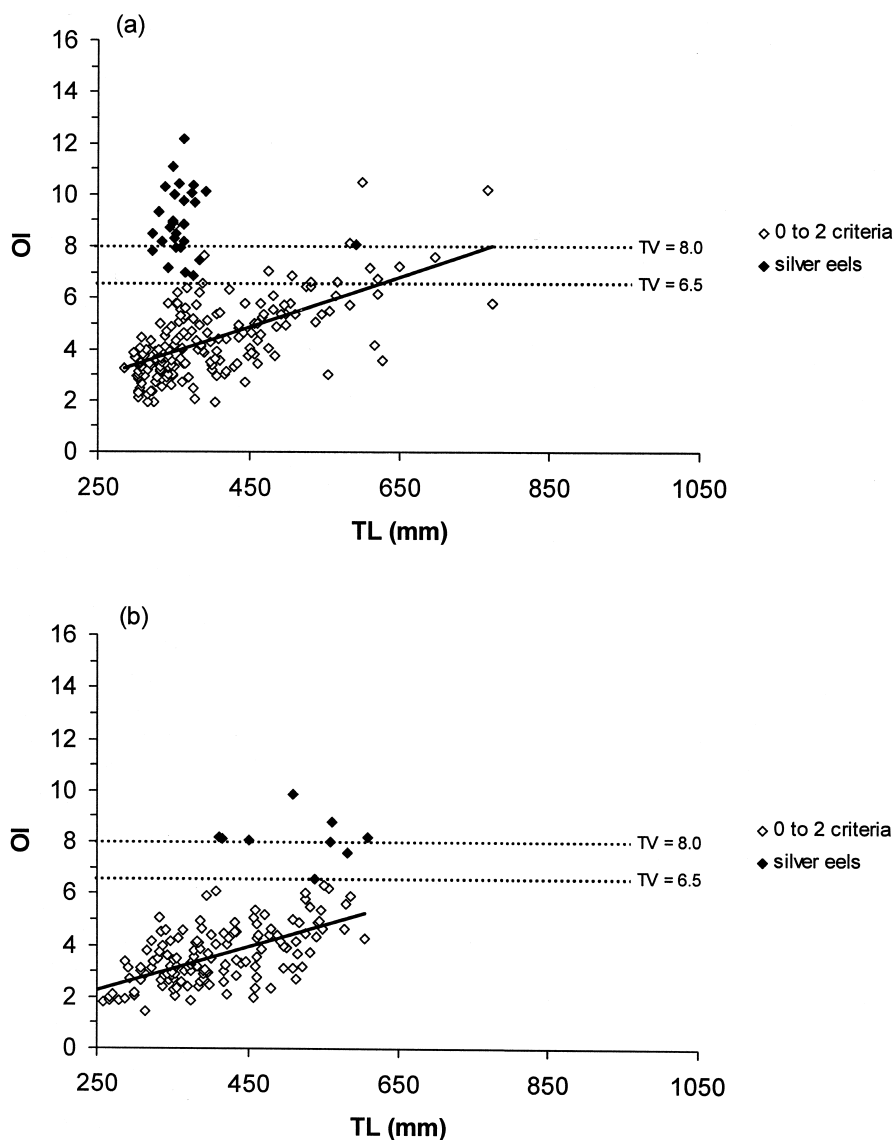 (a)
16
14
12
10
8
6
4
2
0
OI
TV = 8.0
TV = 6.5
0 to 2 criteria
silver eels
250 450 650 850 1050
TL (mm)
(b)
16
14
12
10
8
6
4
2
0
OI
TV = 8.0
TV = 6.5
0 to 2 criteria
silver eels
250 450 650 850 1050
TL (mm)